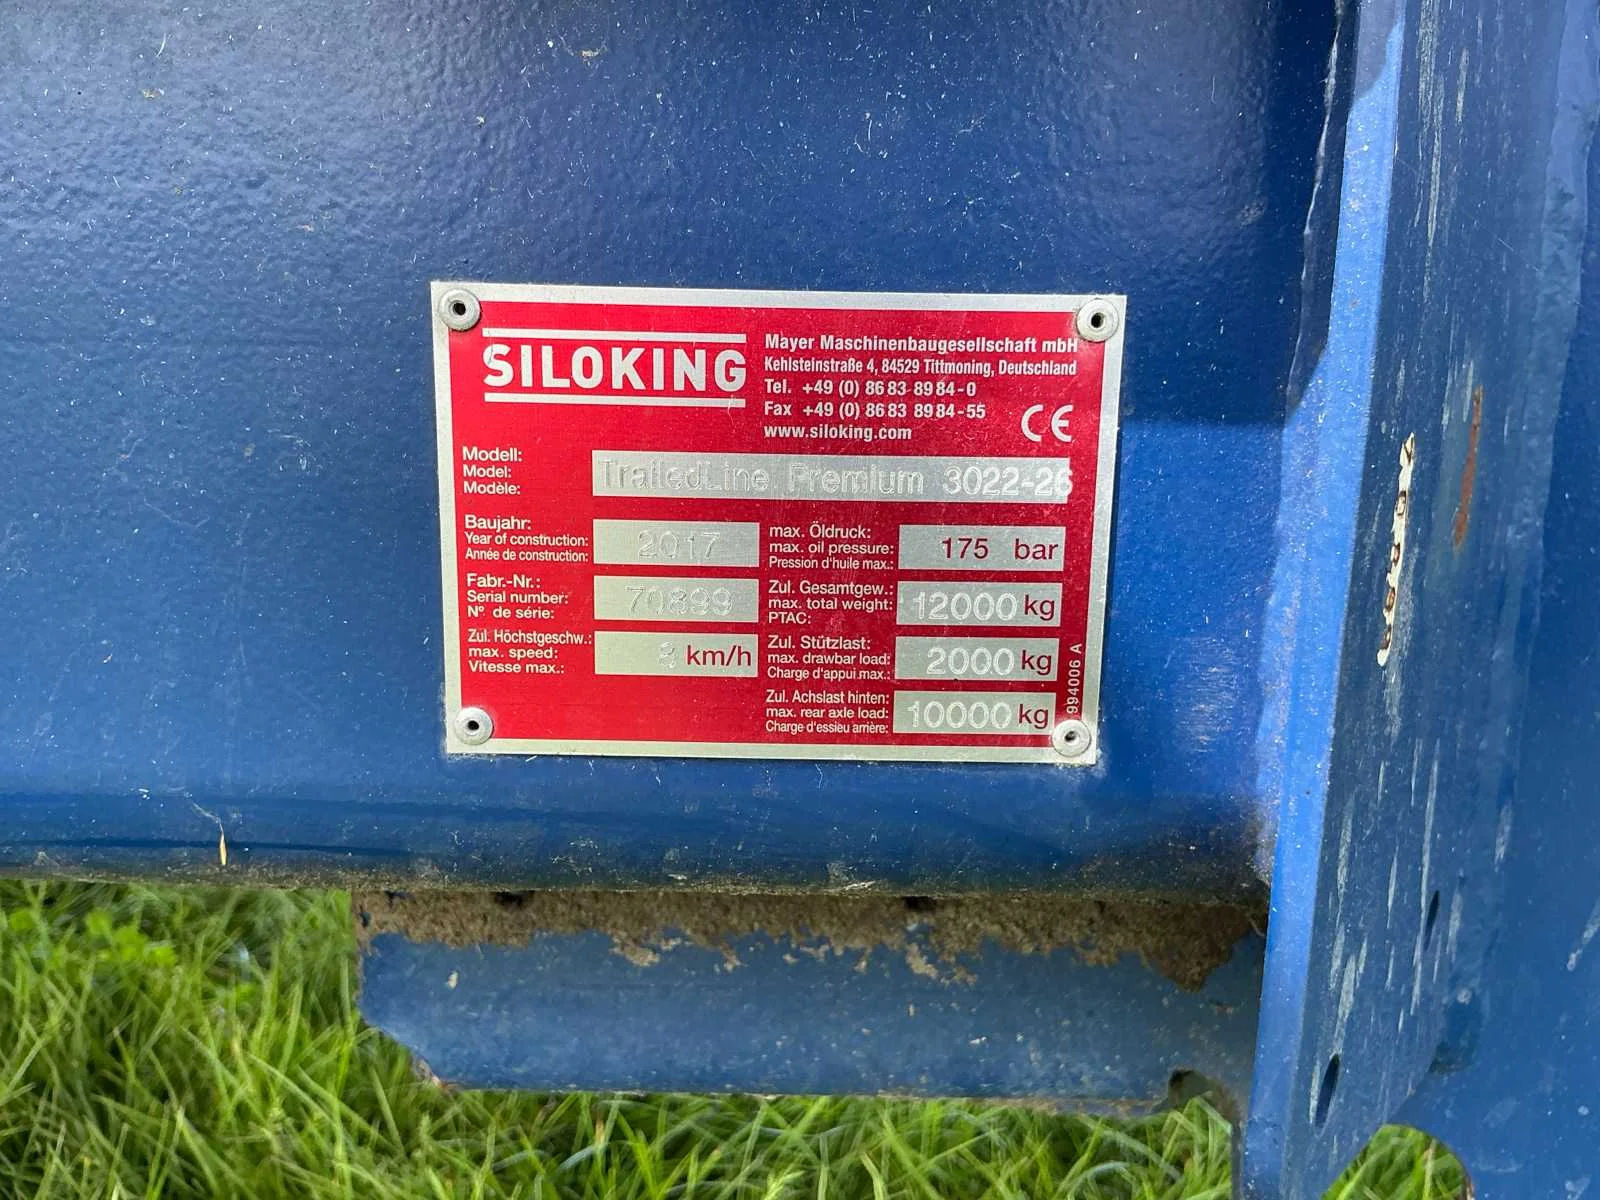 SILOKING
Mayer Maschinenbaugesellschaft mbH
Kehlsteinstraße 4, 84529 Tittmoning, Deutschland
Tel. +49 (0) 86 83 89 84 - 0
Fax +49 (0) 86 83 89 84 - 55
www.siloking.com
CE
Modell:
Model: TrailedLine Premium 3022-26
Modèle:
Baujahr:
Year of construction: 2017
Année de construction:
Fabr.-Nr.:
Serial number: 70899
N° de série:
Zul. Höchstgeschw.:
max. speed: 8 km/h
Vitesse max.:
max. Öldruck:
max. oil pressure: 175 bar
Pression d'huile max.:
Zul. Gesamtgew.:
max. total weight: 12000 kg
PTAC:
Zul. Stützlast:
max. drawbar load: 2000 kg
Charge d'appui max.:
Zul. Achslast hinten:
max. rear axle load: 10000 kg
Charge d'essieu arrière:
994006 A